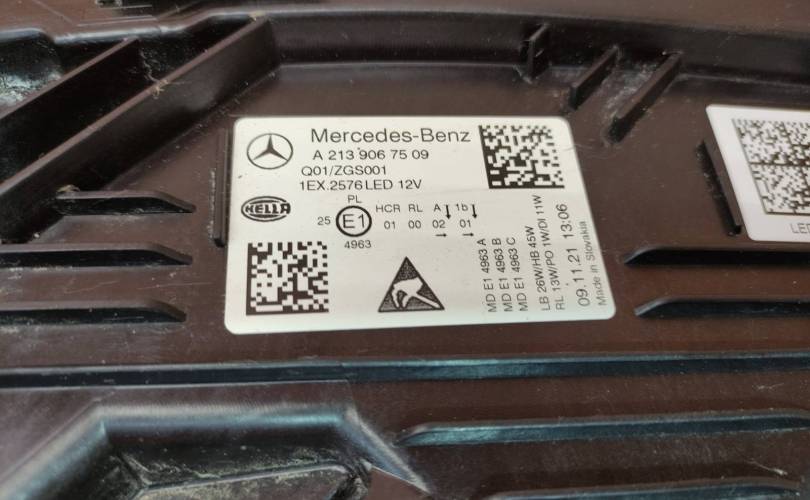 Mercedes-Benz
A 213 906 75 09
Q01/ZGS001
1EX.2576 LED 12V
HELLA
PL
25 E1 HCR RL A 1b
4963 01 00 02 01
MD E1 4963 A
MD E1 4963 B
MD E1 4963 C
LB 26W/HB 45W
RL 13W/PO 1W/DI 11W
09.11.21 13:06
Made in Slovakia
LED